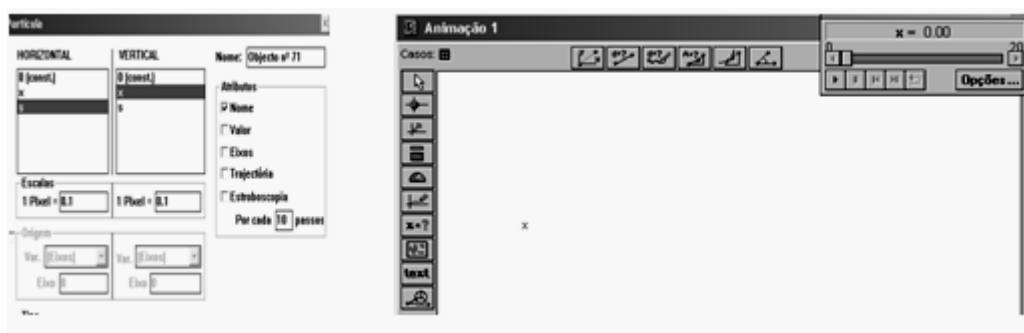 Partícula
HORIZONTAL
VERTICAL
0 (const.)
x
s
0 (const.)
x
s
Escalas
1 Pixel = 0.1
1 Pixel = 0.1
Origem
Var. (Eixos)
Var. (Eixos)
Eixo 0
Eixo 0
Nome: Objecto nº 71
Atributos
Nome
Valor
Eixos
Trajectória
Estroboscopia
Por cada 10 passos
Animação 1
Casos:
x=?
text
x
x = 0.00
0
20
Opções...